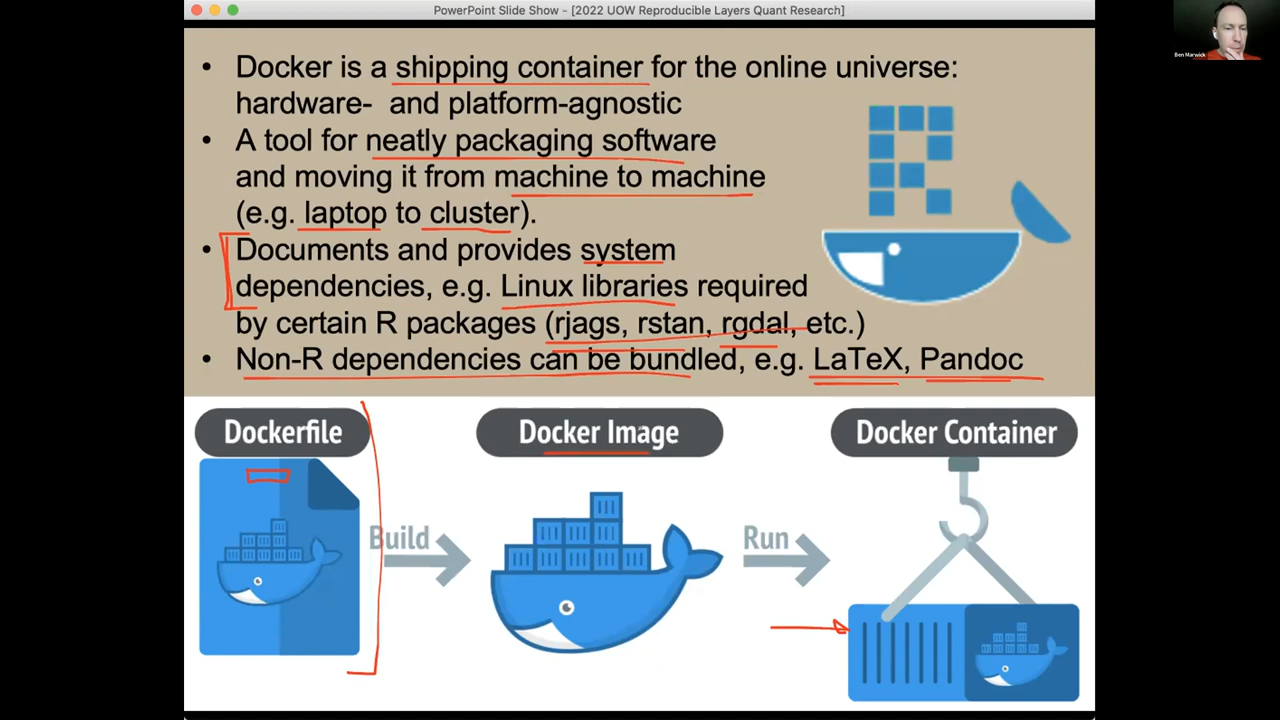 PowerPoint Slide Show - [2022 UOW Reproducible Layers Quant Research]
Ben Marwick
• Docker is a shipping container for the online universe:
hardware- and platform-agnostic
• A tool for neatly packaging software
and moving it from machine to machine
(e.g. laptop to cluster).
• Documents and provides system
dependencies, e.g. Linux libraries required
by certain R packages (rjags, rstan, rgdal, etc.)
• Non-R dependencies can be bundled, e.g. LaTeX, Pandoc
Dockerfile
Docker Image
Docker Container
Build
Run